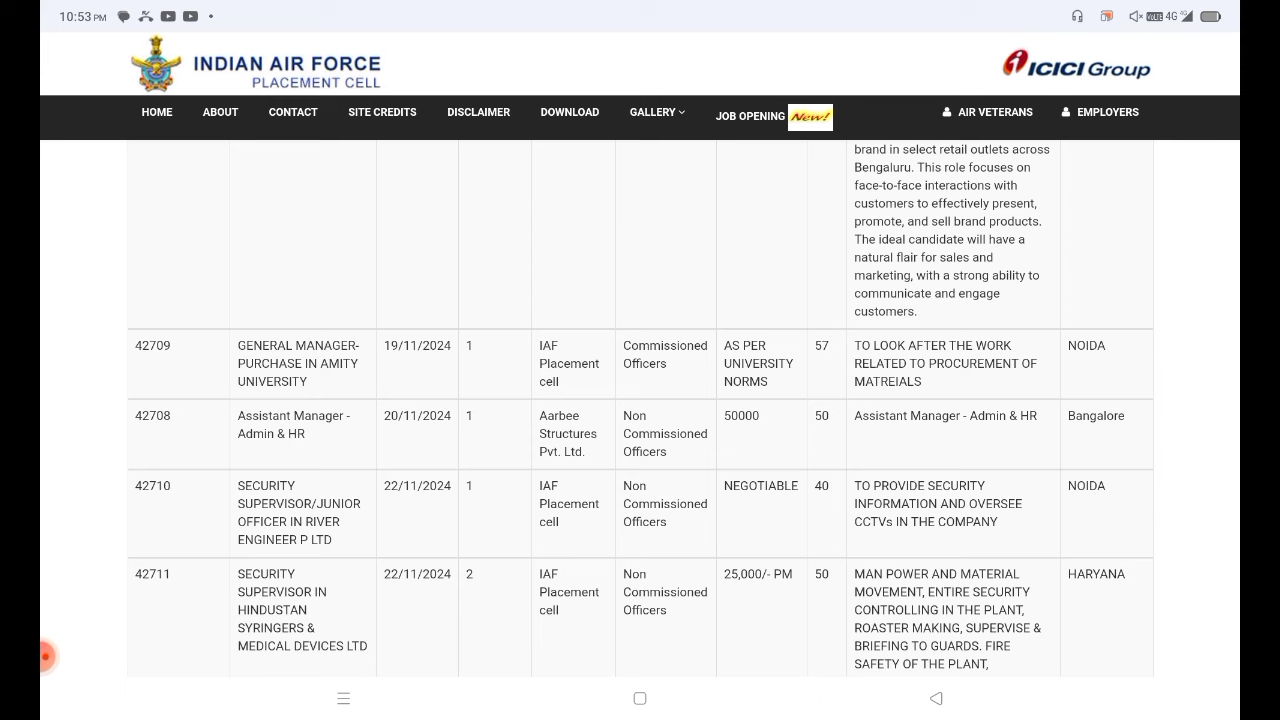 10:53 PM
4G
4G
INDIAN AIR FORCE
PLACEMENT CELL
ICICI Group
HOME ABOUT CONTACT SITE CREDITS DISCLAIMER DOWNLOAD GALLERY JOB OPENING New! AIR VETERANS EMPLOYERS
brand in select retail outlets across
Bengaluru. This role focuses on
face-to-face interactions with
customers to effectively present,
promote, and sell brand products.
The ideal candidate will have a
natural flair for sales and
marketing, with a strong ability to
communicate and engage
customers.
42709 GENERAL MANAGER- 19/11/2024 1 IAF Commissioned AS PER 57 TO LOOK AFTER THE WORK NOIDA
PURCHASE IN AMITY Placement Officers UNIVERSITY RELATED TO PROCUREMENT OF
UNIVERSITY cell NORMS MATREIALS
42708 Assistant Manager - 20/11/2024 1 Aarbee Non 50000 50 Assistant Manager - Admin & HR Bangalore
Admin & HR Structures Commissioned
Pvt. Ltd. Officers
42710 SECURITY 22/11/2024 1 IAF Non NEGOTIABLE 40 TO PROVIDE SECURITY NOIDA
SUPERVISOR/JUNIOR Placement Commissioned INFORMATION AND OVERSEE
OFFICER IN RIVER cell Officers CCTVs IN THE COMPANY
ENGINEER P LTD
42711 SECURITY 22/11/2024 2 IAF Non 25,000/- PM 50 MAN POWER AND MATERIAL HARYANA
SUPERVISOR IN Placement Commissioned MOVEMENT, ENTIRE SECURITY
HINDUSTAN cell Officers CONTROLLING IN THE PLANT,
SYRINGERS & ROASTER MAKING, SUPERVISE &
MEDICAL DEVICES LTD BRIEFING TO GUARDS. FIRE
SAFETY OF THE PLANT,